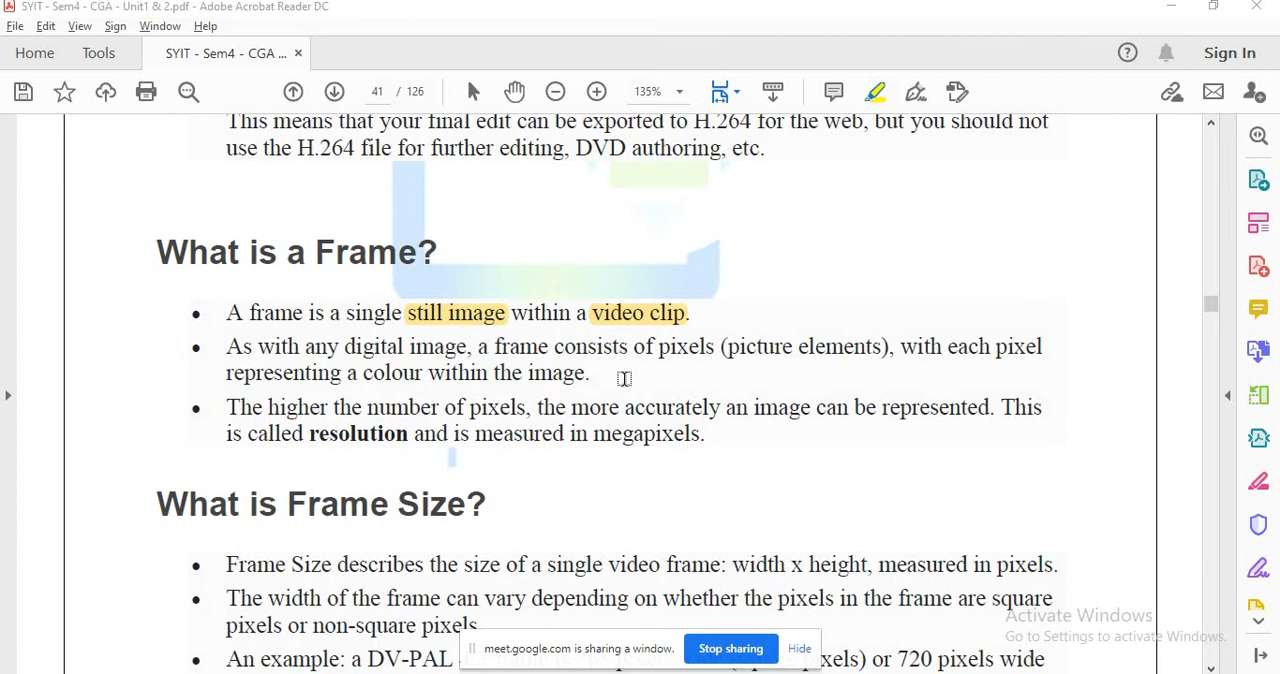 SYIT - Sem4 - CGA - Unit1 & 2.pdf - Adobe Acrobat Reader DC
File Edit View Sign Window Help
Home Tools SYIT - Sem4 - CGA ... × Sign In
41 / 126 135%
This means that your final edit can be exported to H.264 for the web, but you should not
use the H.264 file for further editing, DVD authoring, etc.
What is a Frame?
• A frame is a single still image within a video clip.
• As with any digital image, a frame consists of pixels (picture elements), with each pixel
representing a colour within the image.
• The higher the number of pixels, the more accurately an image can be represented. This
is called resolution and is measured in megapixels.
What is Frame Size?
• Frame Size describes the size of a single video frame: width x height, measured in pixels.
• The width of the frame can vary depending on whether the pixels in the frame are square
pixels or non-square pixels.
Activate Windows
Go to Settings to activate Windows.
meet.google.com is sharing a window. Stop sharing Hide
• An example: a DV-PAL or 720 pixels wide